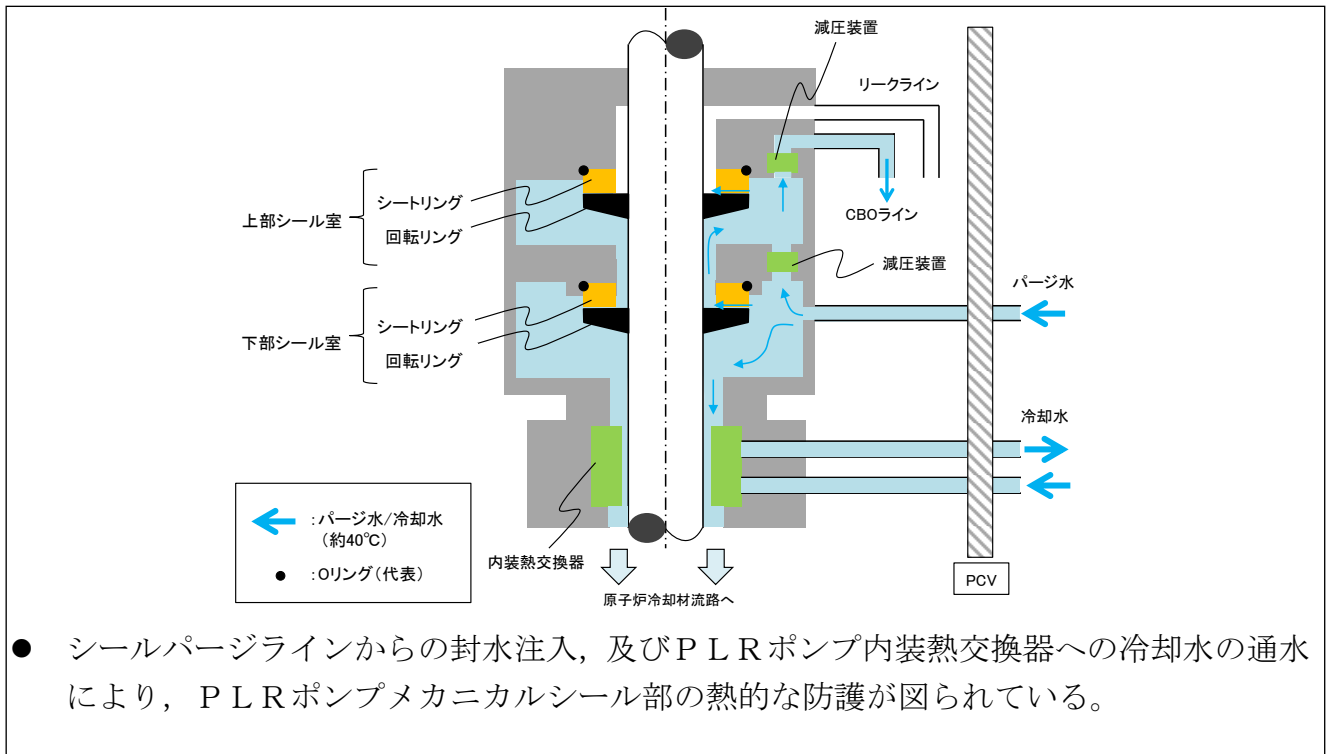 減圧装置
リークライン
上部シール室
シートリング
回転リング
CBOライン
減圧装置
パージ水
下部シール室
シートリング
回転リング
冷却水
:パージ水/冷却水
(約40℃)
:Oリング(代表)
内装熱交換器
原子炉冷却材流路へ
PCV
● シールパージラインからの封水注入，及びＰＬＲポンプ内装熱交換器への冷却水の通水
により，ＰＬＲポンプメカニカルシール部の熱的な防護が図られている。